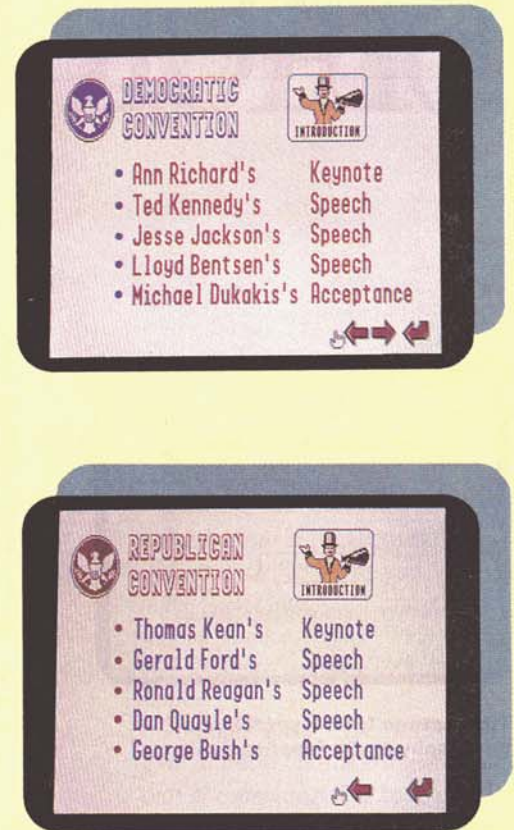 DEMOCRATIC
CONVENTION
INTRODUCTION
• Ann Richard's Keynote
• Ted Kennedy's Speech
• Jesse Jackson's Speech
• Lloyd Bentsen's Speech
• Michael Dukakis's Acceptance
REPUBLICAN
CONVENTION
INTRODUCTION
• Thomas Kean's Keynote
• Gerald Ford's Speech
• Ronald Reagan's Speech
• Dan Quayle's Speech
• George Bush's Acceptance